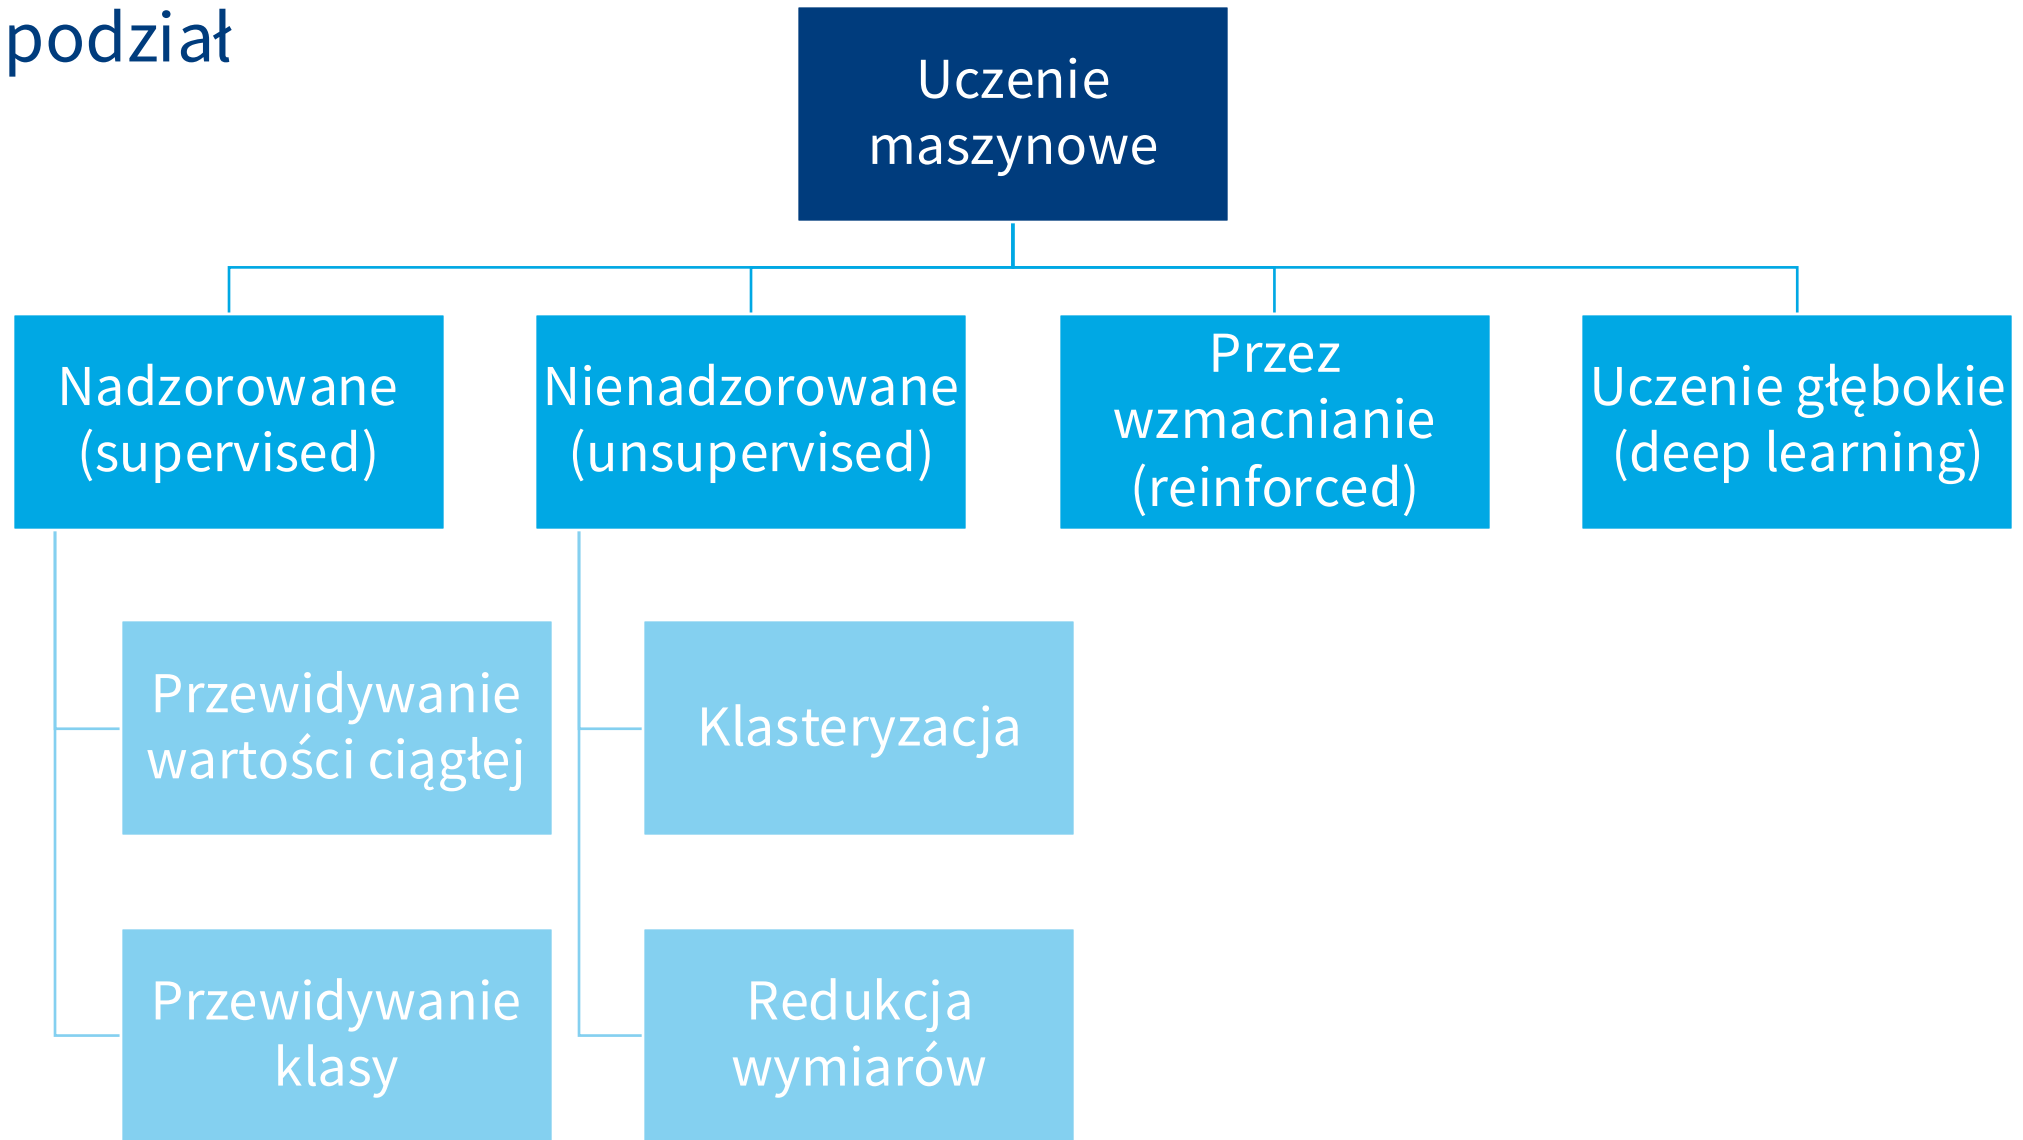 podział
Uczenie
maszynowe
Nadzorowane
(supervised)
Nienadzorowane
(unsupervised)
Przez
wzmacnianie
(reinforced)
Uczenie głębokie
(deep learning)
Przewidywanie
wartości ciągłej
Klasteryzacja
Przewidywanie
klasy
Redukcja
wymiarów